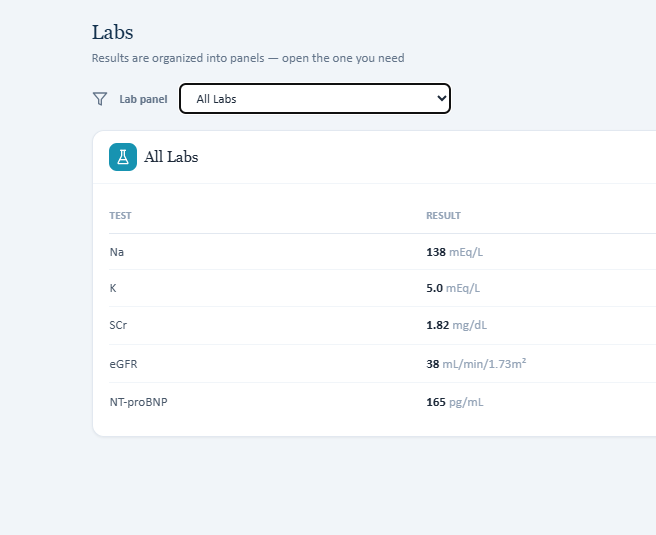 Labs
Results are organized into panels — open the one you need
Lab panel All Labs
All Labs
TEST RESULT
Na 138 mEq/L
K 5.0 mEq/L
SCr 1.82 mg/dL
eGFR 38 mL/min/1.73m²
NT-proBNP 165 pg/mL